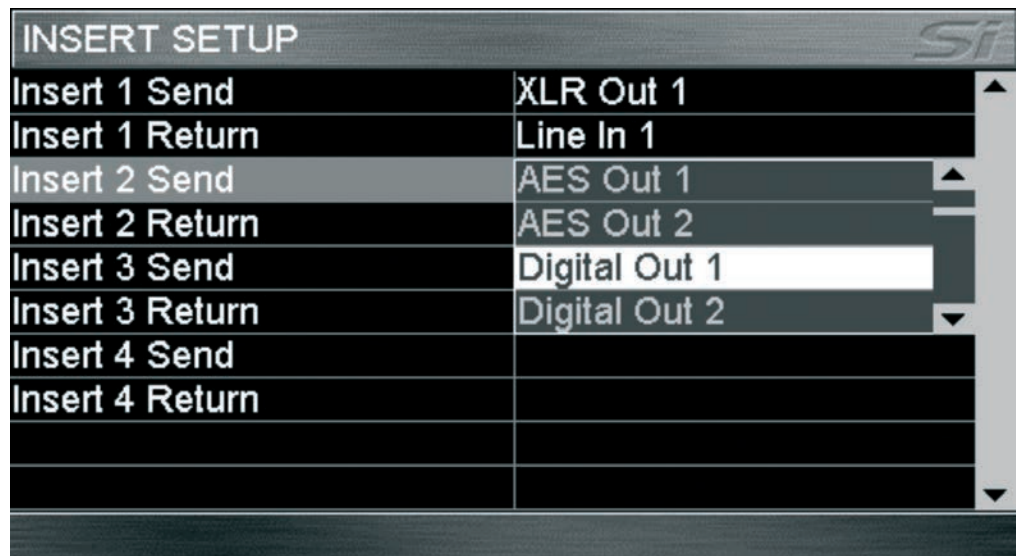 INSERT SETUP Si
Insert 1 Send XLR Out 1
Insert 1 Return Line In 1
Insert 2 Send AES Out 1
Insert 2 Return AES Out 2
Insert 3 Send Digital Out 1
Insert 3 Return Digital Out 2
Insert 4 Send
Insert 4 Return